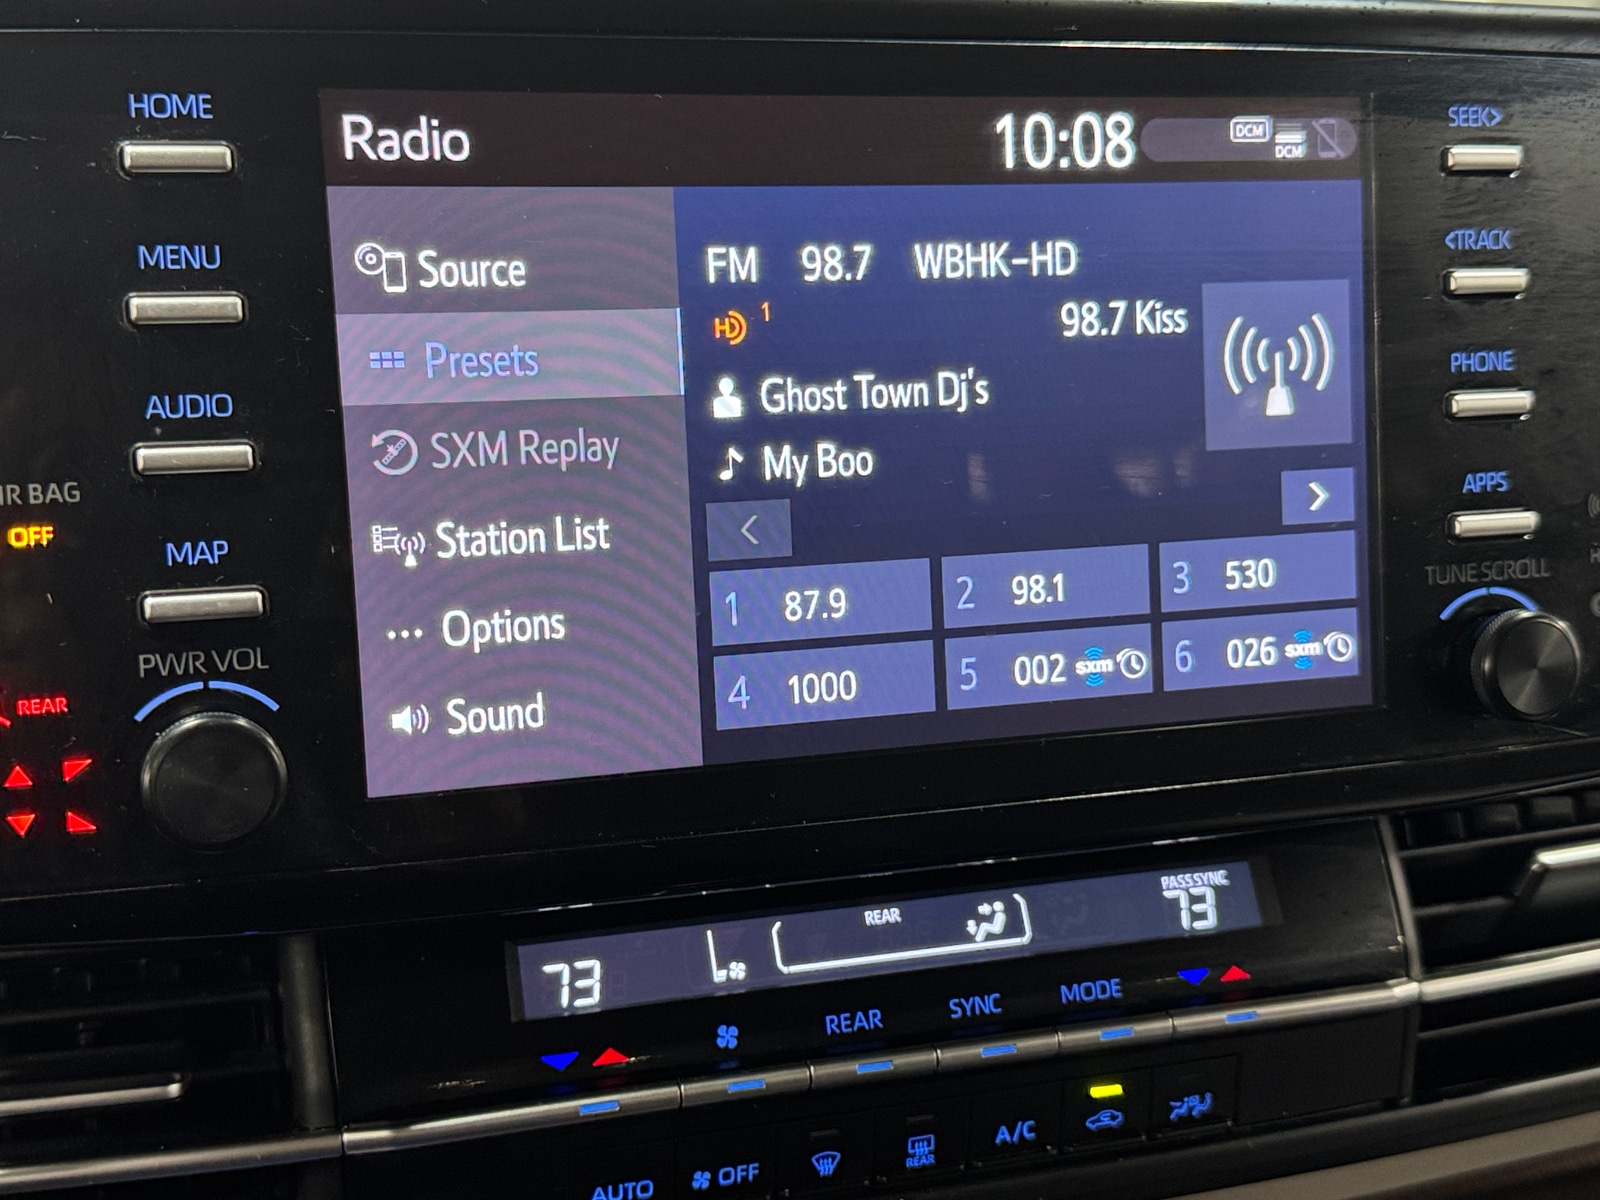 HOME
MENU
AUDIO
MAP
PWR VOL
OFF
REAR
Radio
10:08
DCM
DCM
Source
Presets
SXM Replay
Station List
Options
Sound
FM 98.7 WBHK-HD
HD 1 98.7 Kiss
Ghost Town Dj's
My Boo
< >
1 87.9
2 98.1
3 530
4 1000
5 002 sxm
6 026 sxm
SEEK>
<TRACK
PHONE
APPS
TUNE SCROLL
73
REAR
PASS SYNC
73
REAR
SYNC
MODE
AUTO
OFF
REAR
A/C